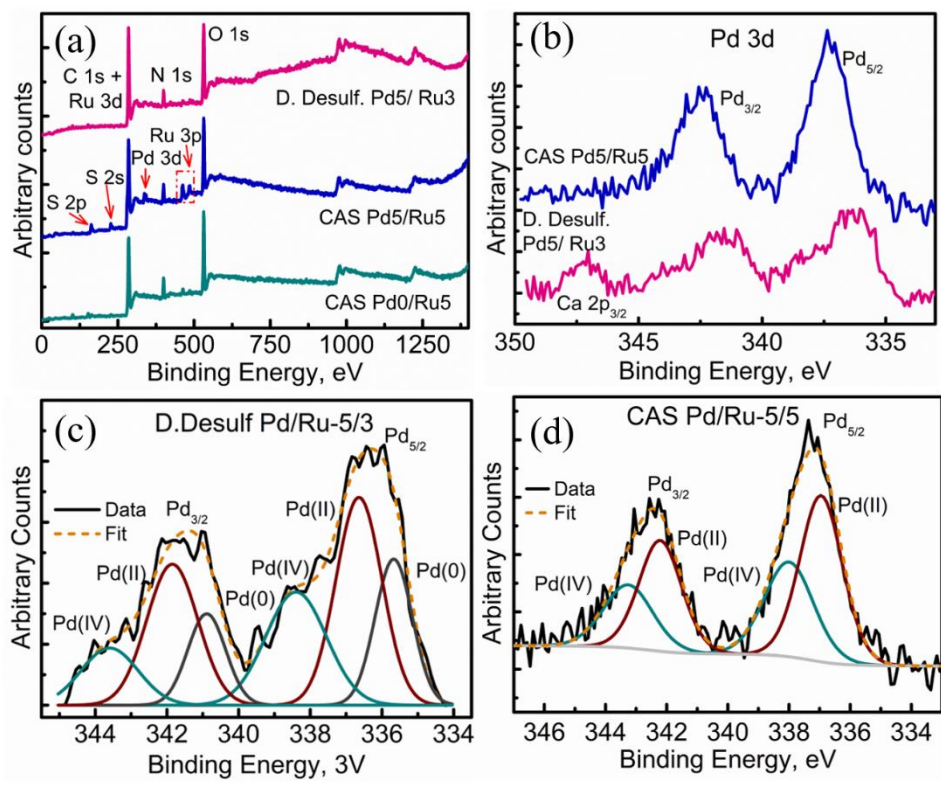 (a)
Arbitrary counts
C 1s +
Ru 3d
N 1s
O 1s
D. Desulf. Pd5/ Ru3
Ru 3p
Pd 3d
S 2s
S 2p
CAS Pd5/Ru5
CAS Pd0/Ru5
0 250 500 750 1000 1250
Binding Energy, eV
(b)
Pd 3d
Arbitrary counts
Pd5/2
Pd3/2
CAS Pd5/Ru5
D. Desulf.
Pd5/ Ru3
Ca 2p3/2
350 345 340 335
Binding Energy, eV
(c)
D.Desulf Pd/Ru-5/3
Arbitrary Counts
Data
Fit
Pd5/2
Pd3/2
Pd(II)
Pd(II)
Pd(IV)
Pd(0)
Pd(0)
Pd(IV)
344 342 340 338 336 334
Binding Energy, 3V
(d)
CAS Pd/Ru-5/5
Arbitrary Counts
Data
Fit
Pd5/2
Pd3/2
Pd(II)
Pd(II)
Pd(IV)
Pd(IV)
346 344 342 340 338 336 334
Binding Energy, eV